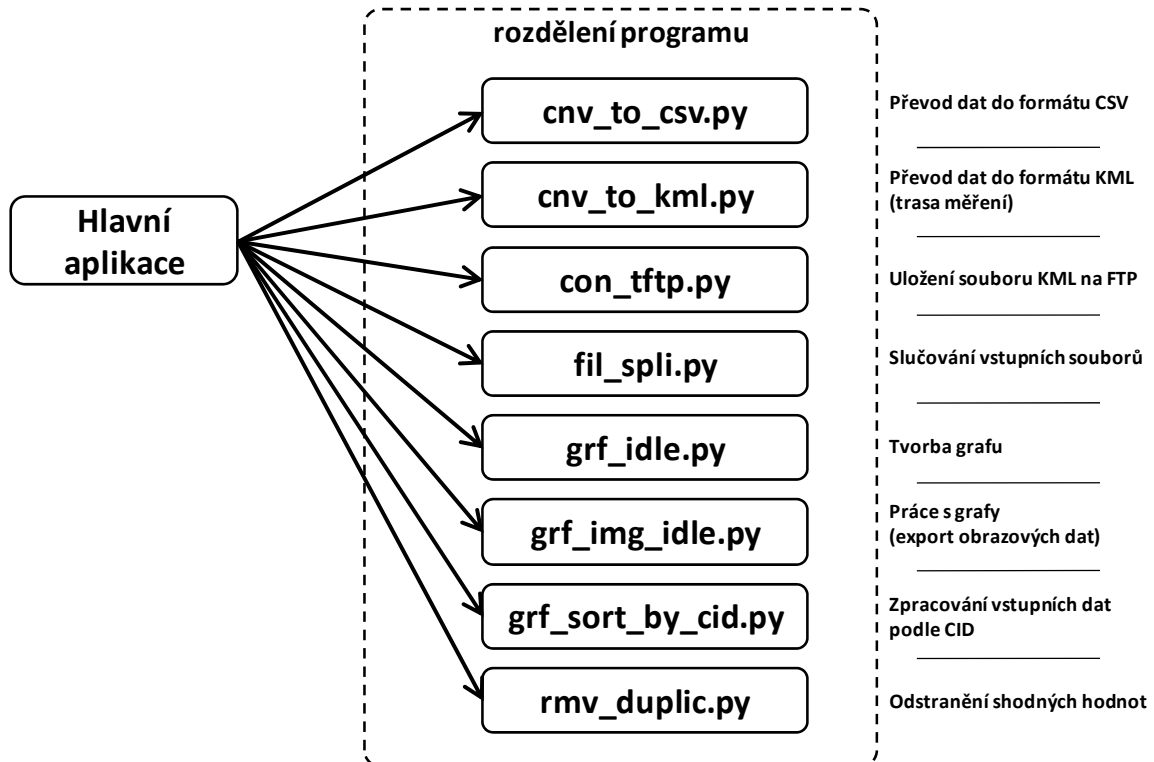 rozdělení programu
Hlavní
aplikace
cnv_to_csv.py
Převod dat do formátu CSV
cnv_to_kml.py
Převod dat do formátu KML
(trasa měření)
con_tftp.py
Uložení souboru KML na FTP
fil_spli.py
Slučování vstupních souborů
grf_idle.py
Tvorba grafu
grf_img_idle.py
Práce s grafy
(export obrazových dat)
grf_sort_by_cid.py
Zpracování vstupních dat
podle CID
rmv_duplic.py
Odstranění shodných hodnot